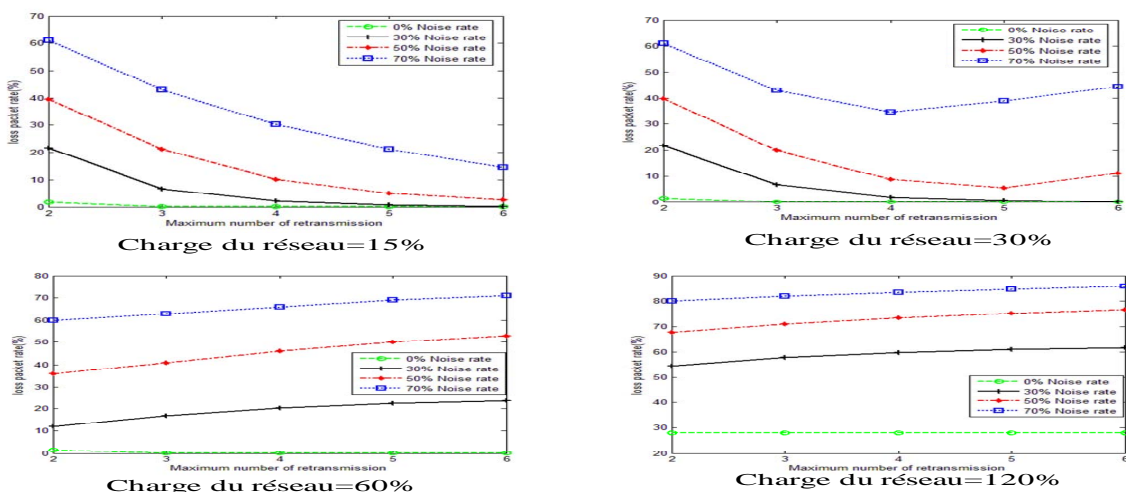 70
60
50
40
30
20
10
0
loss packet rate(%)
0% Noise rate
30% Noise rate
50% Noise rate
70% Noise rate
2 3 4 5 6
Maximum number of retransmission
Charge du réseau=15%
70
60
50
40
30
20
10
0
loss packet rate(%)
0% Noise rate
30% Noise rate
50% Noise rate
70% Noise rate
2 3 4 5 6
Maximum number of retransmission
Charge du réseau=30%
80
70
60
50
40
30
20
10
0
loss packet rate(%)
0% Noise rate
30% Noise rate
50% Noise rate
70% Noise rate
2 3 4 5 6
Maximum number of retransmission
Charge du réseau=60%
90
80
70
60
50
40
30
20
loss packet rate(%)
0% Noise rate
30% Noise rate
50% Noise rate
70% Noise rate
2 3 4 5 6
Maximum number of retransmission
Charge du réseau=120%